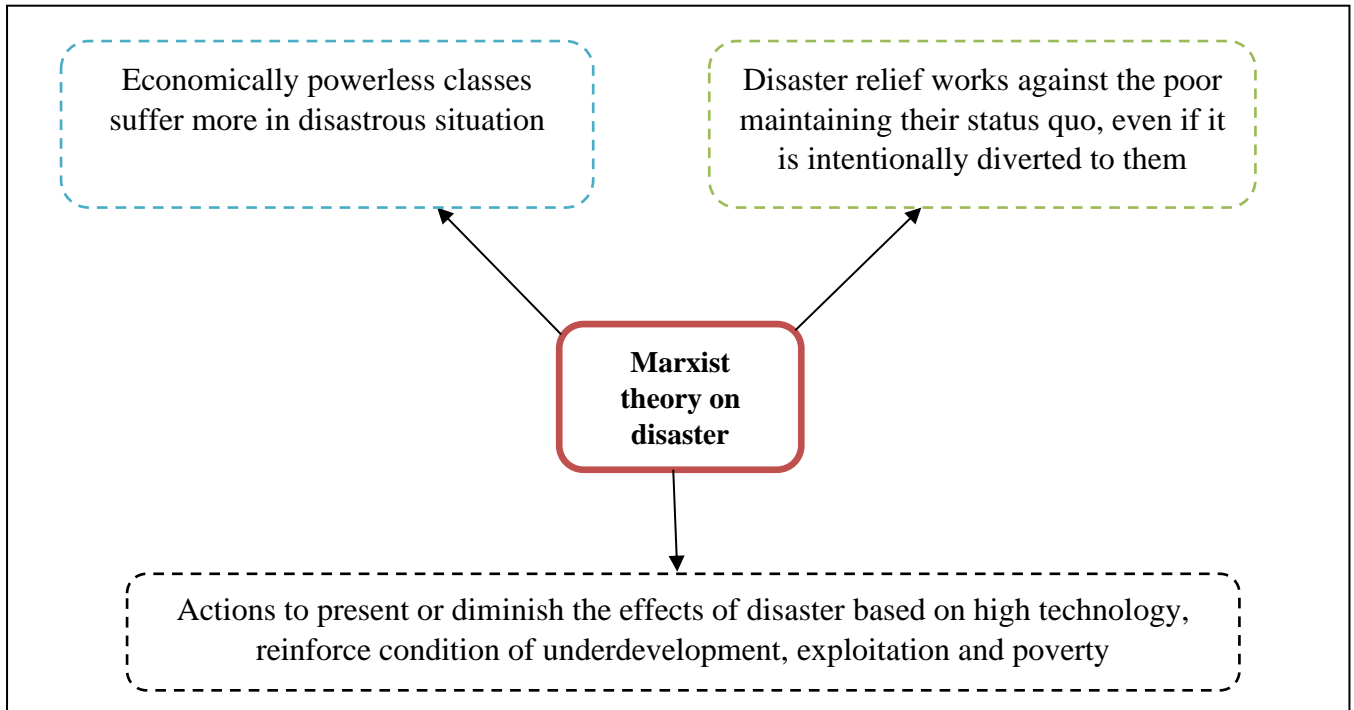 Economically powerless classes
suffer more in disastrous situation
Disaster relief works against the poor
maintaining their status quo, even if it
is intentionally diverted to them
Marxist
theory on
disaster
Actions to present or diminish the effects of disaster based on high technology,
reinforce condition of underdevelopment, exploitation and poverty